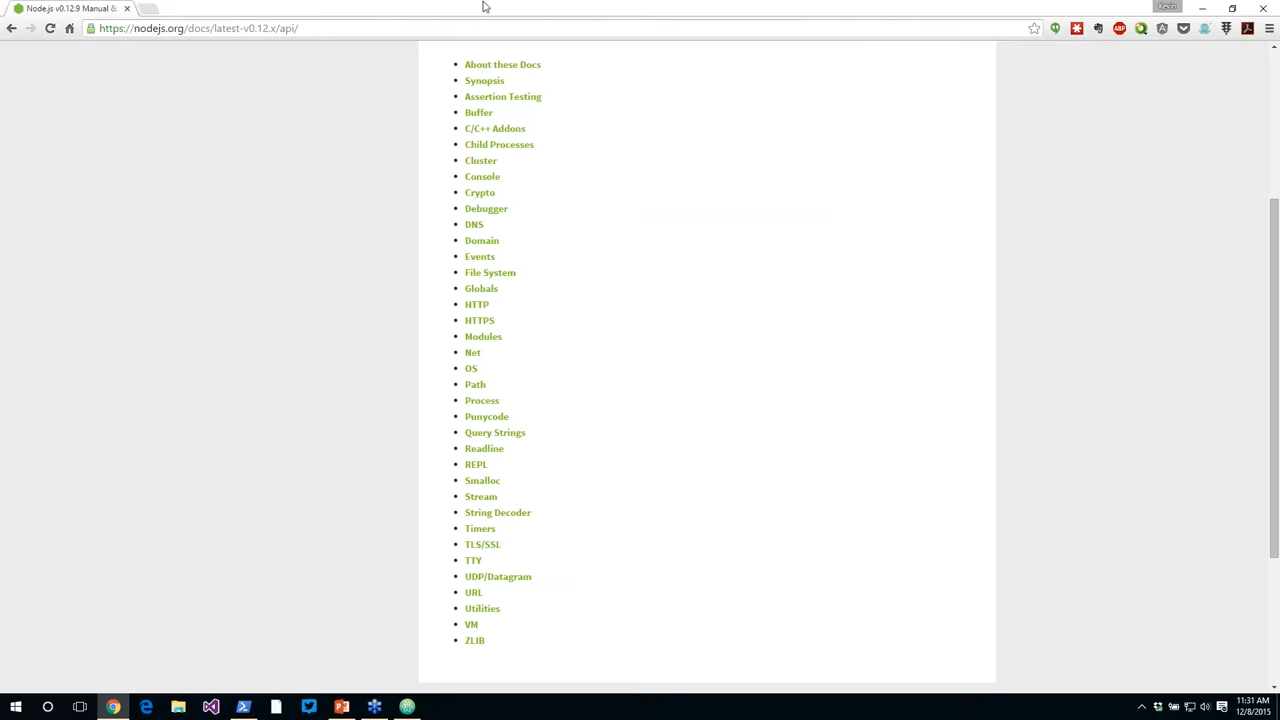 Node.js v0.12.9 Manual &
Kevin
https://nodejs.org/docs/latest-v0.12.x/api/
ABP
About these Docs
Synopsis
Assertion Testing
Buffer
C/C++ Addons
Child Processes
Cluster
Console
Crypto
Debugger
DNS
Domain
Events
File System
Globals
HTTP
HTTPS
Modules
Net
OS
Path
Process
Punycode
Query Strings
Readline
REPL
Smalloc
Stream
String Decoder
Timers
TLS/SSL
TTY
UDP/Datagram
URL
Utilities
VM
ZLIB
11:31 AM
12/8/2015